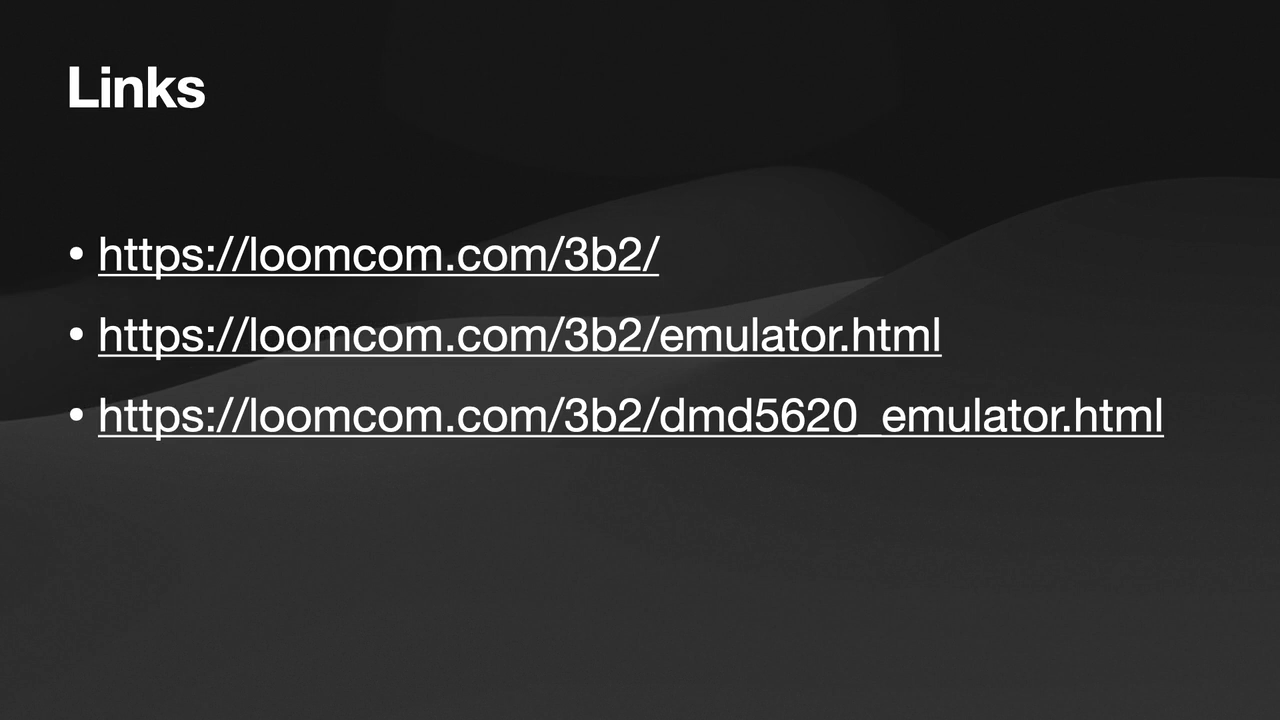 Links
• https://loomcom.com/3b2/
• https://loomcom.com/3b2/emulator.html
• https://loomcom.com/3b2/dmd5620_emulator.html